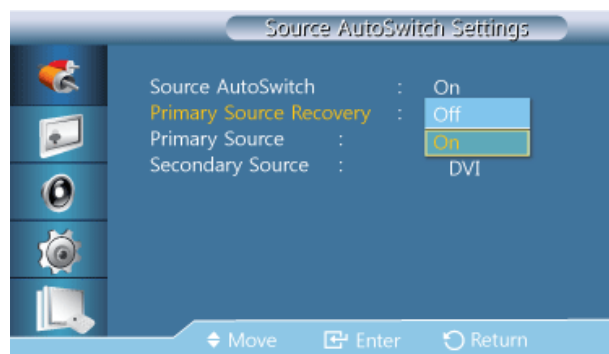 Source AutoSwitch Settings
Source AutoSwitch : On
Primary Source Recovery : Off
Primary Source : On
Secondary Source : DVI
Move Enter Return